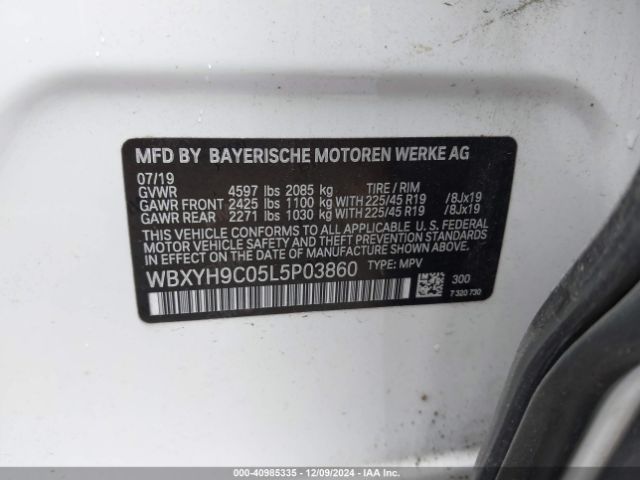 MFD BY BAYERISCHE MOTOREN WERKE AG
07/19
GVWR 4597 lbs 2085 kg TIRE / RIM
GAWR FRONT 2425 lbs 1100 kg WITH 225/45 R19 /8Jx19
GAWR REAR 2271 lbs 1030 kg WITH 225/45 R19 /8Jx19
THIS VEHICLE CONFORMS TO ALL APPLICABLE U. S. FEDERAL
MOTOR VEHICLE SAFETY, BUMPER, AND THEFT PREVENTION
STANDARDS IN EFFECT ON THE DATE OF MANUFACTURE SHOWN ABOVE.
WBXYH9C05L5P03860 TYPE: MPV
300
7 320 730
000-40985335 - 12/09/2024 - IAA Inc.